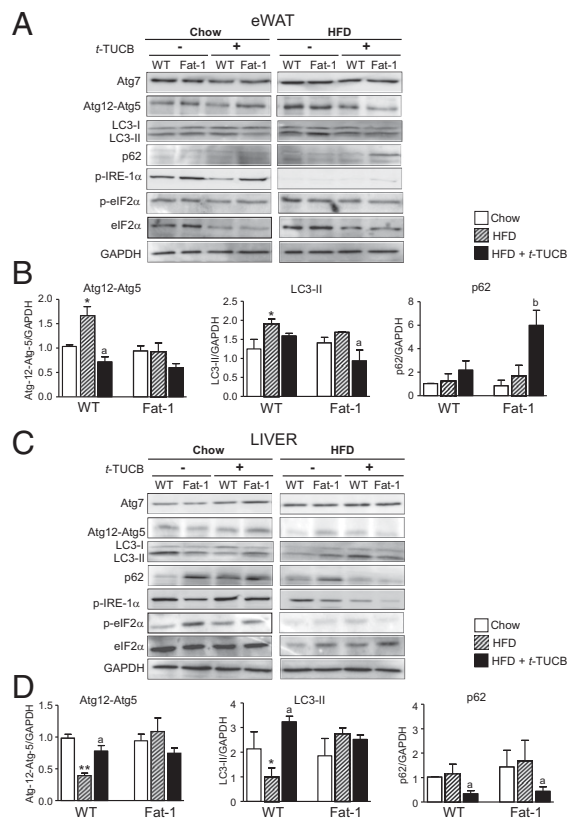 A
eWAT
Chow
HFD
t-TUCB
-
+
-
+
WT Fat-1 WT Fat-1 WT Fat-1 WT Fat-1
Atg7
Atg12-Atg5
LC3-I
LC3-II
p62
p-IRE-1α
p-eIF2α
eIF2α
GAPDH
Chow
HFD
HFD + t-TUCB
B
Atg12-Atg5
Atg-12-Atg-5/GAPDH
2.0
1.5
1.0
0.5
0.0
*
a
WT Fat-1
LC3-II
LC3-II/GAPDH
2.5
2.0
1.5
1.0
0.5
0.0
*
a
WT Fat-1
p62
p62/GAPDH
8
6
4
2
0
b
WT Fat-1
C
LIVER
Chow
HFD
t-TUCB
-
+
-
+
WT Fat-1 WT Fat-1 WT Fat-1 WT Fat-1
Atg7
Atg12-Atg5
LC3-I
LC3-II
p62
p-IRE-1α
p-eIF2α
eIF2α
GAPDH
Chow
HFD
HFD + t-TUCB
D
Atg12-Atg5
Atg-12-Atg-5/GAPDH
1.5
1.0
0.5
0.0
**
a
WT Fat-1
LC3-II
LC3-II/GAPDH
4
3
2
1
0
*
a
WT Fat-1
p62
p62/GAPDH
4
3
2
1
0
a
a
WT Fat-1